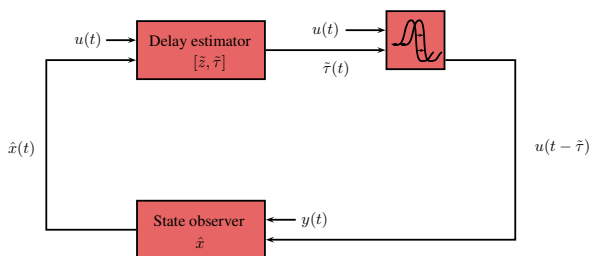 u(t)
Delay estimator
[z̃, τ̃]
u(t)
τ̃(t)
x̂(t)
u(t − τ̃)
State observer
x̂
y(t)